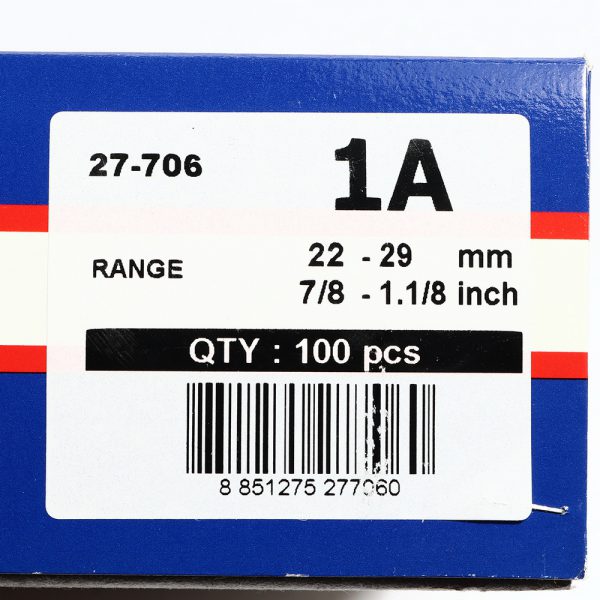 27-706 1A
RANGE 22 - 29 mm
7/8 - 1.1/8 inch
QTY : 100 pcs
8 851275 277060